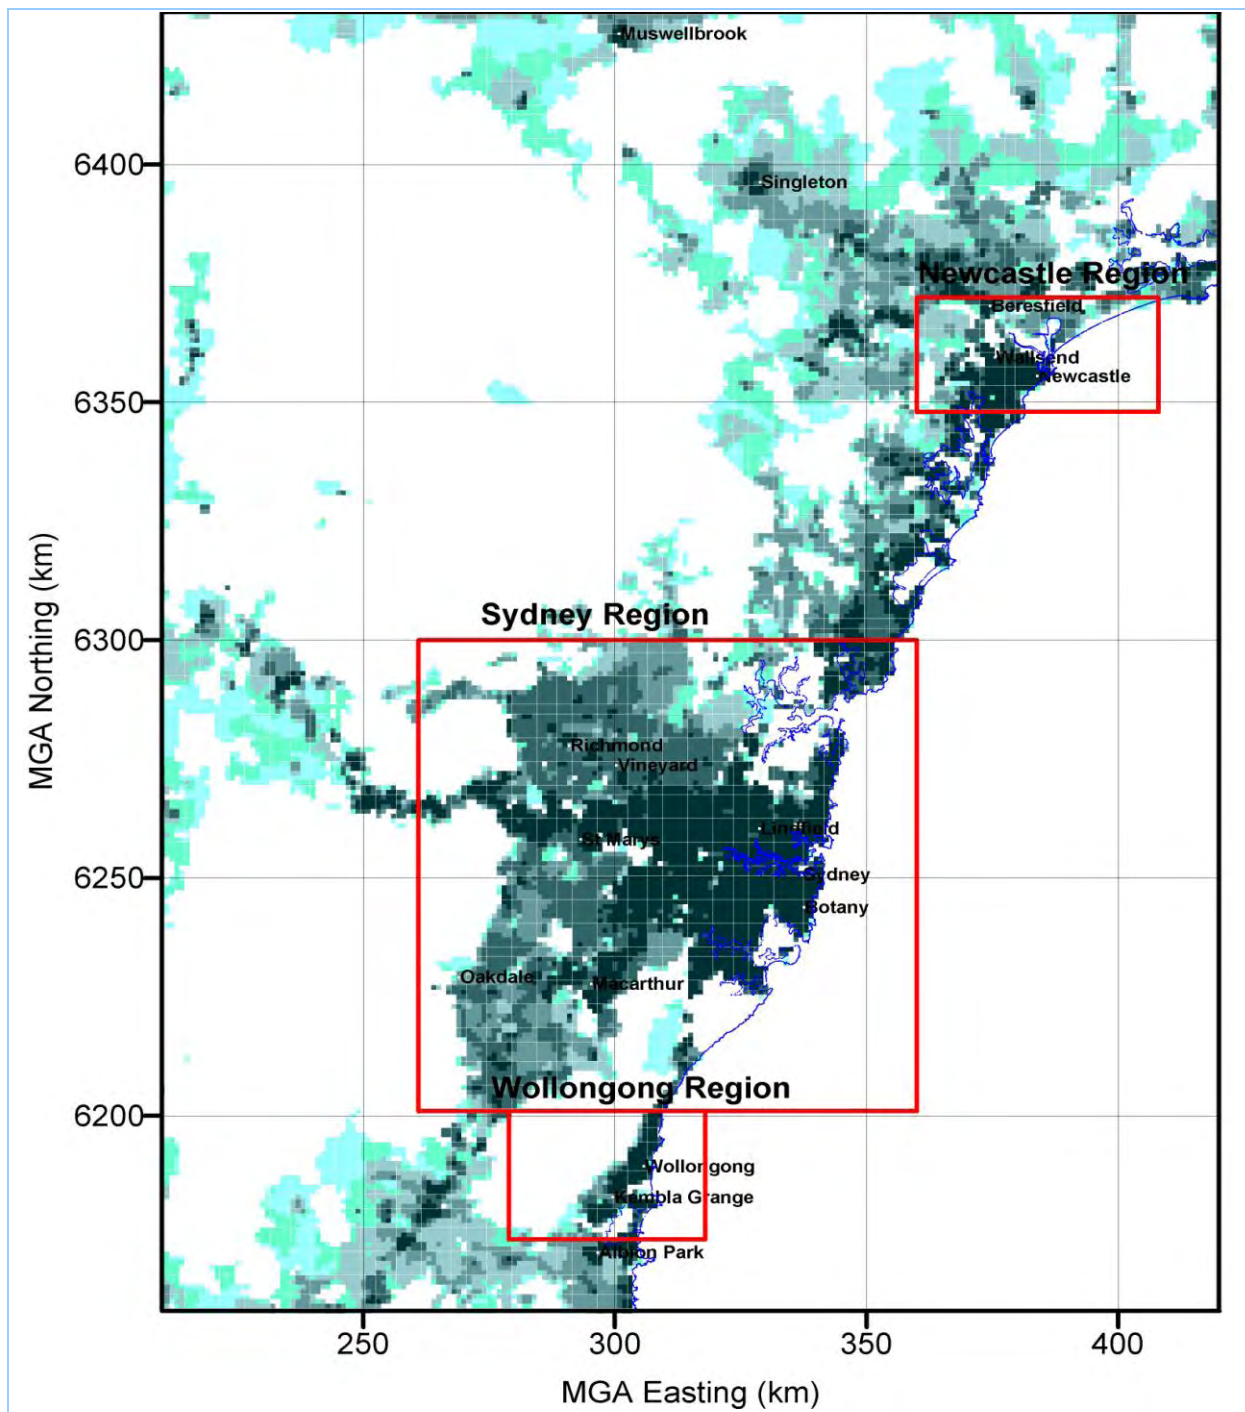 Muswellbrook
6400
Singleton
Newcastle Region
Beresfield
Wallsend
Newcastle
6350
Sydney Region
6300
Richmond
Vineyard
MGA Northing (km)
Lindfield
St Marys
6250
Sydney
Botany
Oakdale
Macarthur
Wollongong Region
6200
Wollongong
Kembla Grange
Albion Park
250
300
350
400
MGA Easting (km)